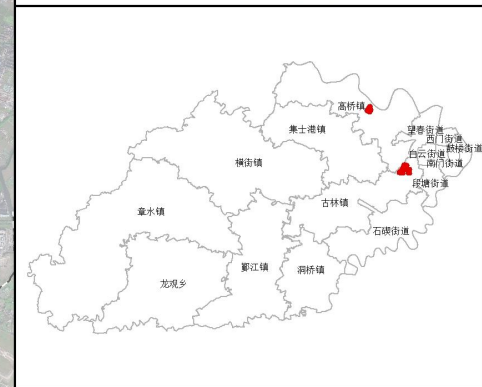 高桥镇
望春街道
西门街道
集士港镇
鼓楼街道
白云街道
横街镇
南门街道
段塘街道
古林镇
章水镇
石碶街道
鄞江镇
洞桥镇
龙观乡